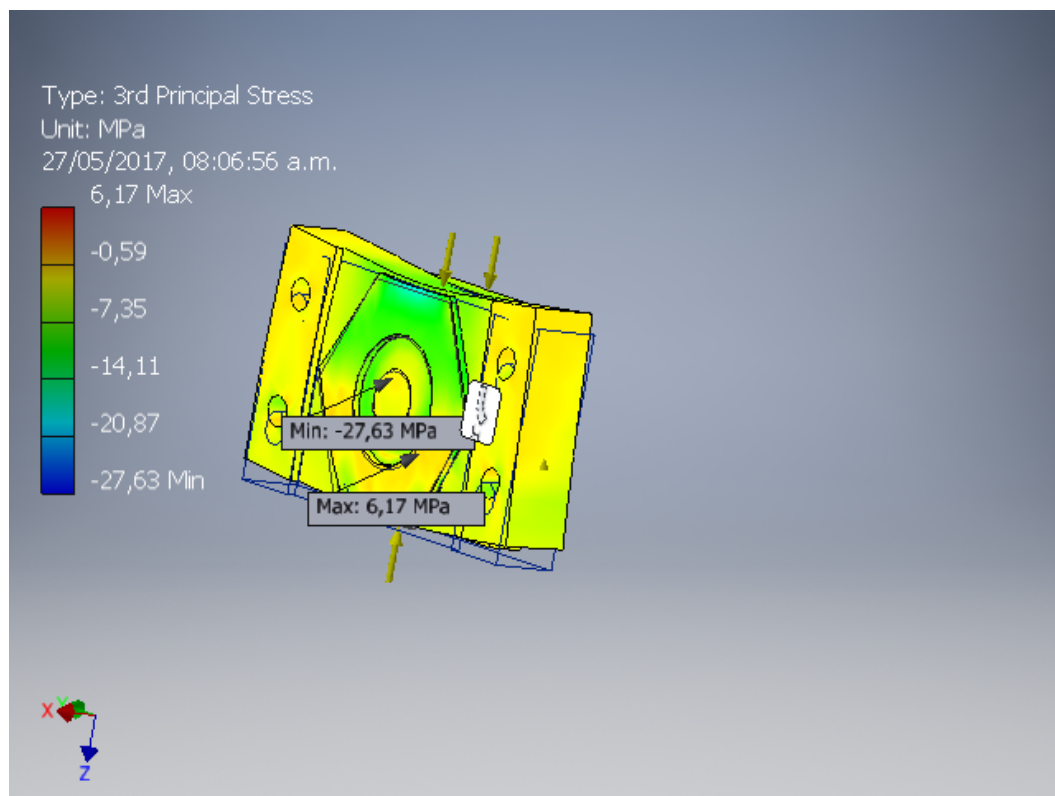 Type: 3rd Principal Stress
Unit: MPa
27/05/2017, 08:06:56 a.m.
6,17 Max
-0,59
-7,35
-14,11
-20,87
-27,63 Min
Min: -27,63 MPa
Max: 6,17 MPa
X Y
Z